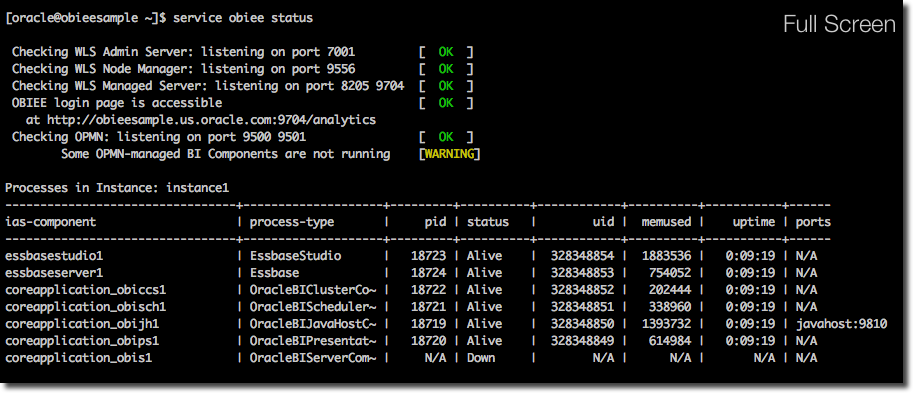 [oracle@obieesample ~]$ service obiee status
Full Screen
Checking WLS Admin Server: listening on port 7001 [ OK ]
Checking WLS Node Manager: listening on port 9556 [ OK ]
Checking WLS Managed Server: listening on port 8205 9704 [ OK ]
OBIEE login page is accessible [ OK ]
at http://obieesample.us.oracle.com:9704/analytics
Checking OPMN: listening on port 9500 9501 [ OK ]
Some OPMN-managed BI Components are not running [WARNING]
Processes in Instance: instance1
---------------------------------+--------------------+---------+----------+------------+----------+-----------+------
ias-component | process-type | pid | status | uid | memused | uptime | ports
---------------------------------+--------------------+---------+----------+------------+----------+-----------+------
essbasestudio1 | EssbaseStudio | 18723 | Alive | 328348854 | 1883536 | 0:09:19 | N/A
essbaseserver1 | Essbase | 18724 | Alive | 328348853 | 754052 | 0:09:19 | N/A
coreapplication_obiccs1 | OracleBIClusterCo~ | 18722 | Alive | 328348852 | 202444 | 0:09:19 | N/A
coreapplication_obisch1 | OracleBIScheduler~ | 18721 | Alive | 328348851 | 338960 | 0:09:19 | N/A
coreapplication_obijh1 | OracleBIJavaHostC~ | 18719 | Alive | 328348850 | 1393732 | 0:09:19 | javahost:9810
coreapplication_obips1 | OracleBIPresentat~ | 18720 | Alive | 328348849 | 614984 | 0:09:19 | N/A
coreapplication_obis1 | OracleBIServerCom~ | N/A | Down | N/A | N/A | N/A | N/A